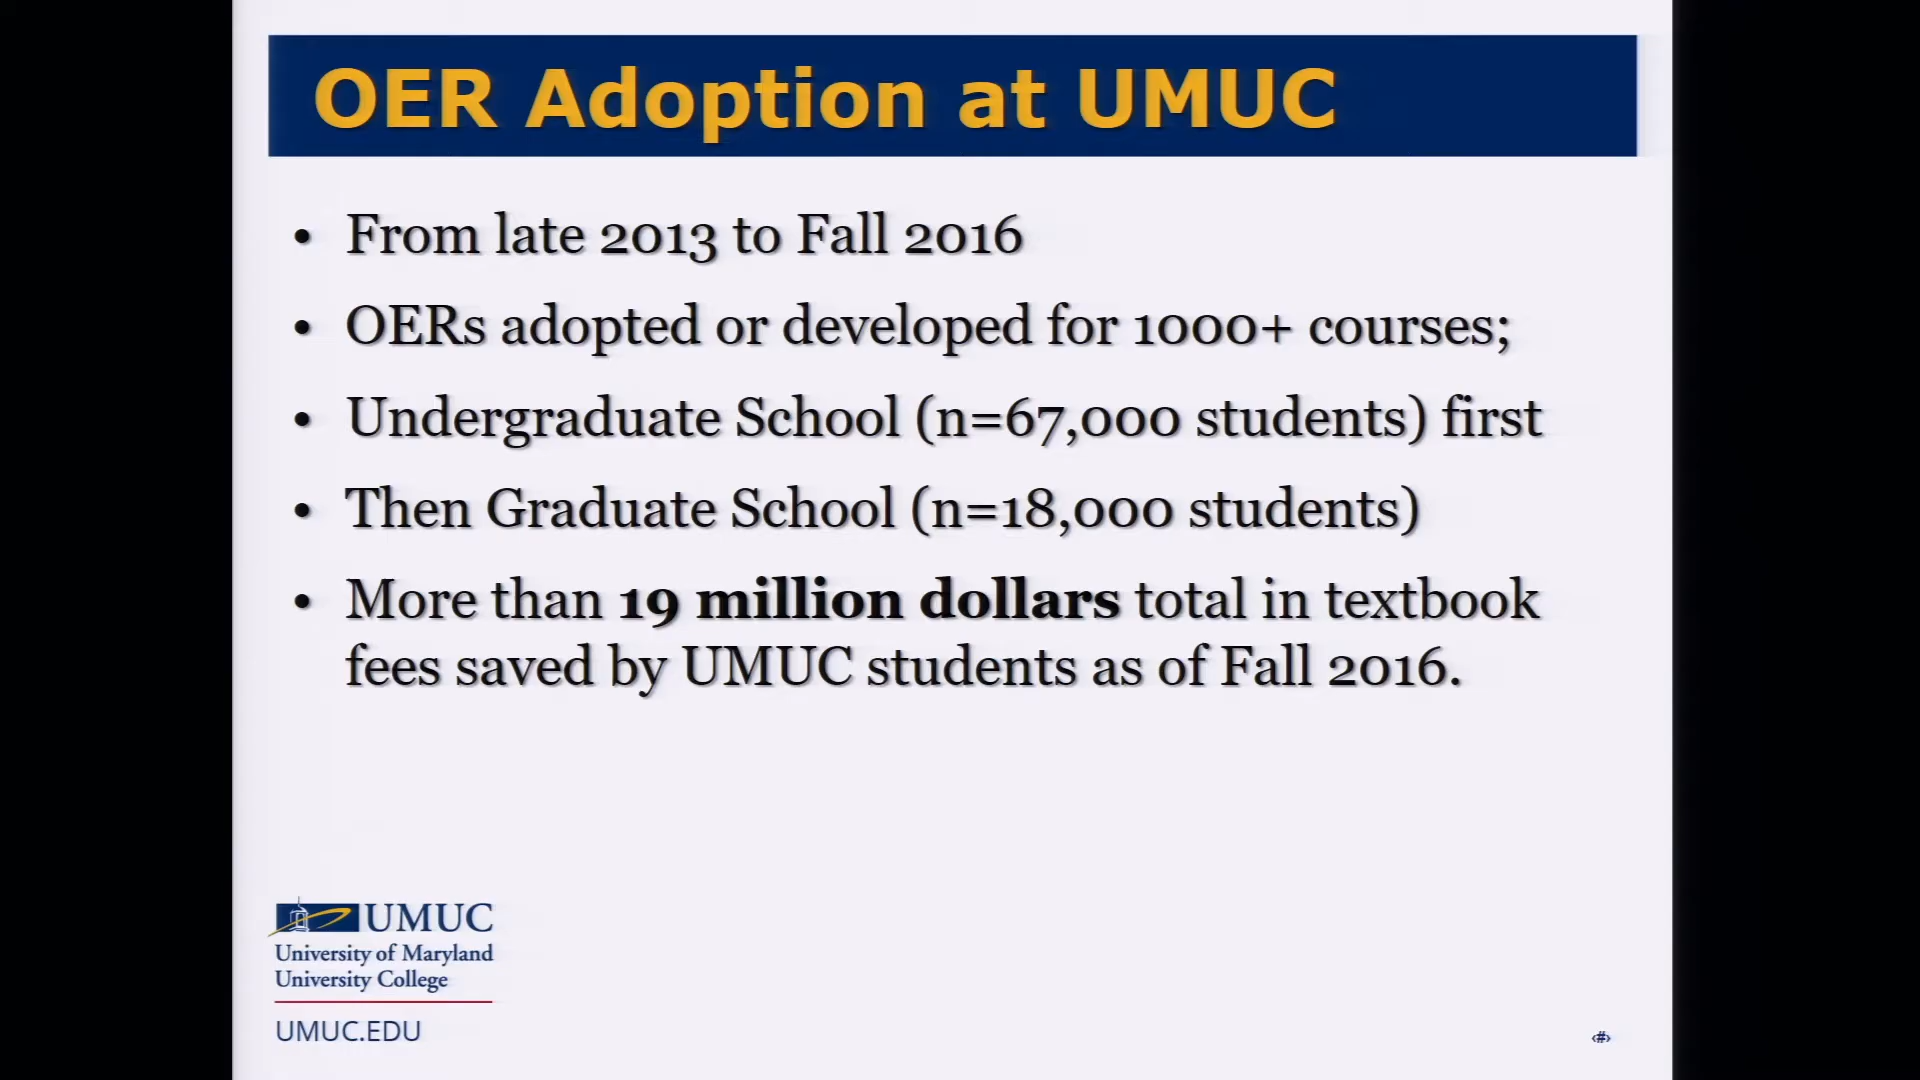 OER Adoption at UMUC
• From late 2013 to Fall 2016
• OERs adopted or developed for 1000+ courses;
• Undergraduate School (n=67,000 students) first
• Then Graduate School (n=18,000 students)
• More than 19 million dollars total in textbook
fees saved by UMUC students as of Fall 2016.
UMUC
University of Maryland
University College
UMUC.EDU
‹#›